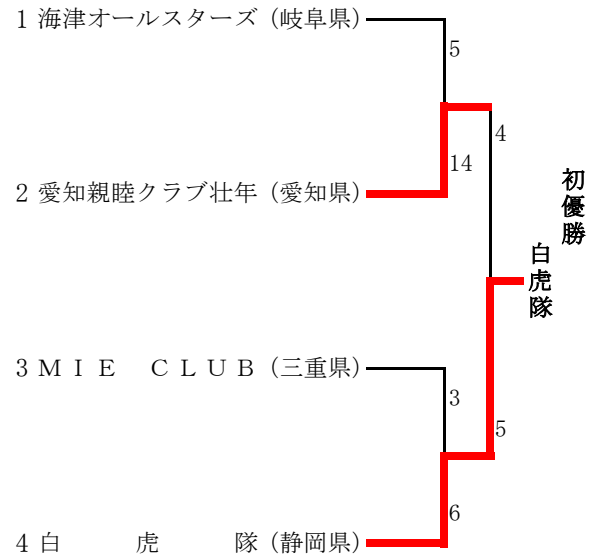 1 海津オールスターズ（岐阜県）
5
4
14
2 愛知親睦クラブ壮年（愛知県）
初優勝
白虎隊
3 ＭＩＥ　ＣＬＵＢ（三重県）
3
5
6
4 白　虎　隊（静岡県）